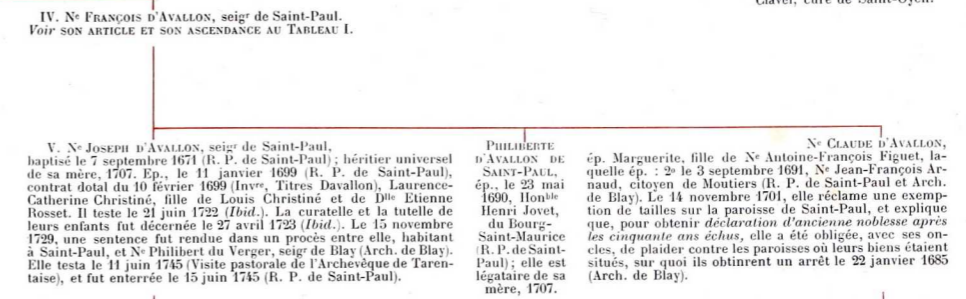 IV. Nᵉ François d'Avallon, seigʳ de Saint-Paul.
Voir son article et son ascendance au Tableau I.
Clavel, curé de Saint-Oyen.
V. Nᵉ Joseph d'Avallon, seigʳ de Saint-Paul,
baptisé le 7 septembre 1671 (R. P. de Saint-Paul) ; héritier universel
de sa mère, 1707. Ep., le 11 janvier 1699 (R. P. de Saint-Paul),
contrat dotal du 10 février 1699 (Invʳᵉ, Titres Davallon), Laurence-
Catherine Christiné, fille de Louis Christiné et de Dˡˡᵉ Etienne
Rosset. Il teste le 21 juin 1722 (Ibid.). La curatelle et la tutelle de
leurs enfants fut décernée le 27 avril 1723 (Ibid.). Le 15 novembre
1729, une sentence fut rendue dans un procès entre elle, habitant
à Saint-Paul, et Nᵉ Philibert du Verger, seigʳ de Blay (Arch. de Blay).
Elle testa le 11 juin 1745 (Visite pastorale de l'Archevêque de Taren-
taise), et fut enterrée le 15 juin 1745 (R. P. de Saint-Paul).
Philiberte
d'Avallon de
Saint-Paul,
ép., le 23 mai
1690, Honᵇˡᵉ
Henri Jovet,
du Bourg-
Saint-Maurice
(R. P. de Saint-
Paul) ; elle est
légataire de sa
mère, 1707.
Nᵉ Claude d'Avallon,
ép. Marguerite, fille de Nᵉ Antoine-François Figuet, la-
quelle ép. : 2º le 3 septembre 1691, Nᵉ Jean-François Ar-
naud, citoyen de Moutiers (R. P. de Saint-Paul et Arch.
de Blay). Le 14 novembre 1701, elle réclame une exemp-
tion de tailles sur la paroisse de Saint-Paul, et explique
que, pour obtenir déclaration d'ancienne noblesse après
les cinquante ans échus, elle a été obligée, avec ses on-
cles, de plaider contre les paroisses où leurs biens étaient
situés, sur quoi ils obtinrent un arrêt le 22 janvier 1685
(Arch. de Blay).